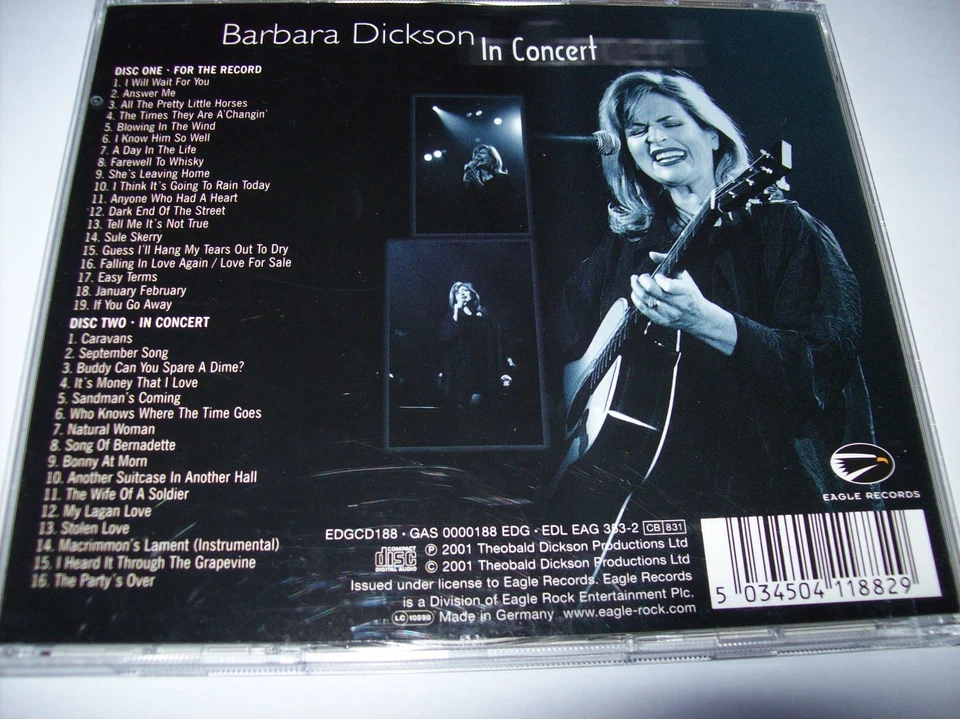 Barbara Dickson In Concert
DISC ONE · FOR THE RECORD
1. I Will Wait For You
2. Answer Me
3. All The Pretty Little Horses
4. The Times They Are A'Changin'
5. Blowing In The Wind
6. I Know Him So Well
7. A Day In The Life
8. Farewell To Whisky
9. She's Leaving Home
10. I Think It's Going To Rain Today
11. Anyone Who Had A Heart
12. Dark End Of The Street
13. Tell Me It's Not True
14. Sule Skerry
15. Guess I'll Hang My Tears Out To Dry
16. Falling In Love Again / Love For Sale
17. Easy Terms
18. January February
19. If You Go Away
DISC TWO · IN CONCERT
1. Caravans
2. September Song
3. Buddy Can You Spare A Dime?
4. It's Money That I Love
5. Sandman's Coming
6. Who Knows Where The Time Goes
7. Natural Woman
8. Song Of Bernadette
9. Bonny At Morn
10. Another Suitcase In Another Hall
11. The Wife Of A Soldier
12. My Lagan Love
13. Stolen Love
14. Macrimmon's Lament (Instrumental)
15. I Heard It Through The Grapevine
16. The Party's Over
EAGLE RECORDS
EDGCD188 · GAS 0000188 EDG · EDL EAG 353-2 CB 831
COMPACT disc DIGITAL AUDIO
℗ 2001 Theobald Dickson Productions Ltd
© 2001 Theobald Dickson Productions Ltd
Issued under license to Eagle Records. Eagle Records
is a Division of Eagle Rock Entertainment Plc.
LC 10598 Made in Germany www.eagle-rock.com
5 034504 118829